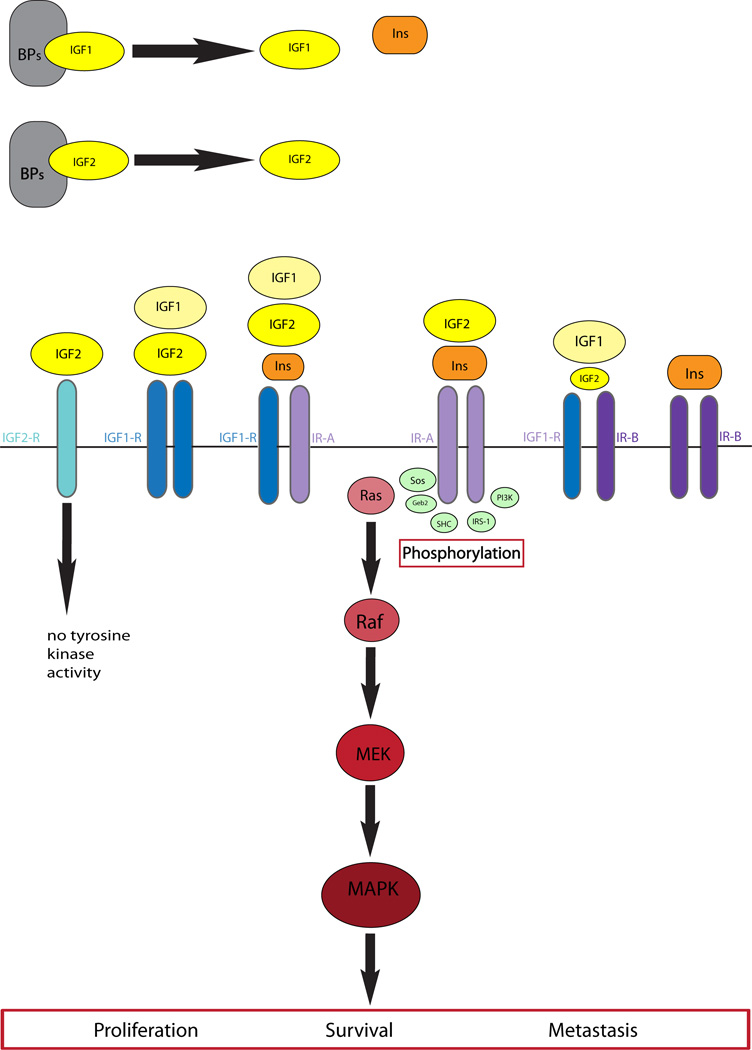 BPs
IGF1
IGF1
Ins
BPs
IGF2
IGF2
IGF2
IGF1
IGF2
IGF1
IGF2
Ins
IGF2
Ins
IGF1
IGF2
Ins
IGF2-R
IGF1-R
IGF1-R
IR-A
IR-A
IGF1-R
IR-B
IR-B
Ras
Sos
Geb2
SHC
IRS-1
PI3K
Phosphorylation
no tyrosine
kinase
activity
Raf
MEK
MAPK
Proliferation
Survival
Metastasis